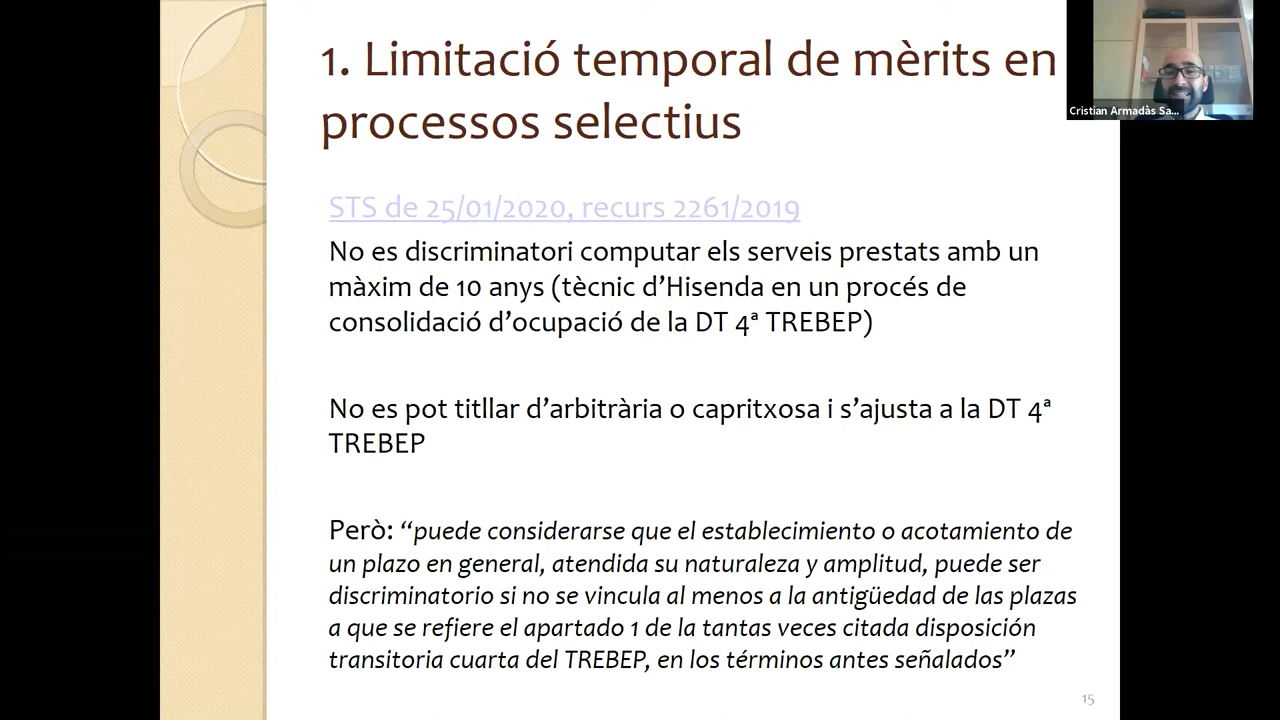 1. Limitació temporal de mèrits en
processos selectius
Cristian Armadàs Sa...
STS de 25/01/2020, recurs 2261/2019
No es discriminatori computar els serveis prestats amb un
màxim de 10 anys (tècnic d’Hisenda en un procés de
consolidació d’ocupació de la DT 4ª TREBEP)
No es pot titllar d’arbitrària o capritxosa i s’ajusta a la DT 4ª
TREBEP
Però: “puede considerarse que el establecimiento o acotamiento de
un plazo en general, atendida su naturaleza y amplitud, puede ser
discriminatorio si no se vincula al menos a la antigüedad de las plazas
a que se refiere el apartado 1 de la tantas veces citada disposición
transitoria cuarta del TREBEP, en los términos antes señalados”
15